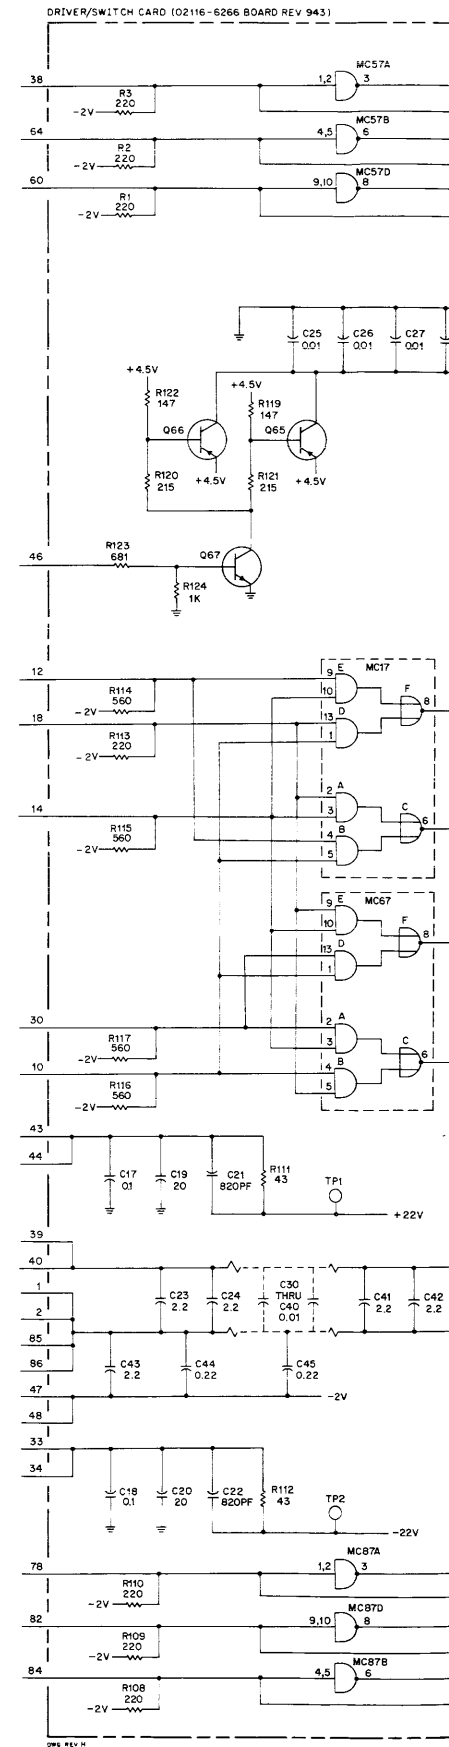 DRIVER/SWITCH CARD (02116-6266 BOARD REV 943)
MC57A
38 1,2 3
R3
220
-2V
MC57B
64 4,5 6
R2
220
-2V
MC57D
60 9,10 8
R1
220
-2V
C25 C26 C27
0.01 0.01 0.01
+4.5V +4.5V
R122 R119
147 147
Q66 Q65
R120 R121
215 215
+4.5V +4.5V
R123 Q67
46 681
R124
1K
MC17
12 9 E F
R114 10 8
560
-2V
D
18 13
R113 1
220
-2V
2 A
14 3 C
R115 4 B 6
560 5
-2V
MC67
9 E F
10 8
D
13
1
30 2 A
R117 3 C
560 6
-2V
B
10 4
R116 5
560
-2V
43
44
C17 C19 C21 R111 TP1
0.1 20 820PF 43
+22V
39
40
C30
1 C23 C24 THRU C41 C42
2.2 2.2 C40 2.2 2.2
2 0.01
85
86 C43 C44 C45
2.2 0.22 0.22
47 -2V
48
33
34
C18 C20 C22 R112 TP2
0.1 20 820PF 43
-22V
MC87A
78 1,2 3
R110
220
-2V
MC87D
82 9,10 8
R109
220
-2V
MC87B
84 4,5 6
R108
220
-2V
DWG REV H